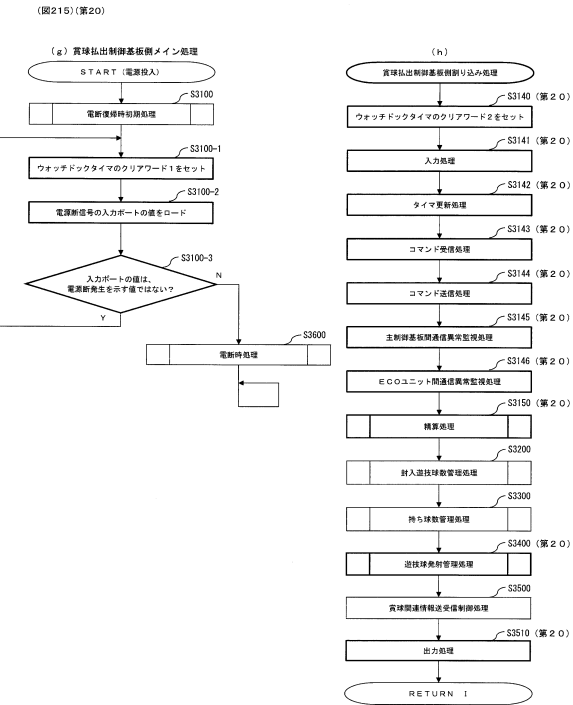 (図215)(第20)
(g) 賞球払出制御基板側メイン処理
START (電源投入)
S3100
電断復帰時初期処理
S3100-1
ウォッチドックタイマのクリアワード1をセット
S3100-2
電源断信号の入力ポートの値をロード
S3100-3
入力ポートの値は、
電源断発生を示す値ではない?
N
Y
S3600
電断時処理
(h)
賞球払出制御基板側割り込み処理
S3140 (第20)
ウォッチドックタイマのクリアワード2をセット
S3141 (第20)
入力処理
S3142 (第20)
タイマ更新処理
S3143 (第20)
コマンド受信処理
S3144 (第20)
コマンド送信処理
S3145 (第20)
主制御基板間通信異常監視処理
S3146 (第20)
ECOユニット間通信異常監視処理
S3150 (第20)
精算処理
S3200
封入遊技球数管理処理
S3300
持ち球数管理処理
S3400 (第20)
遊技球発射管理処理
S3500
賞球関連情報送受信制御処理
S3510 (第20)
出力処理
RETURN I